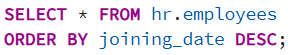 SELECT * FROM hr.employees
ORDER BY joining_date DESC;